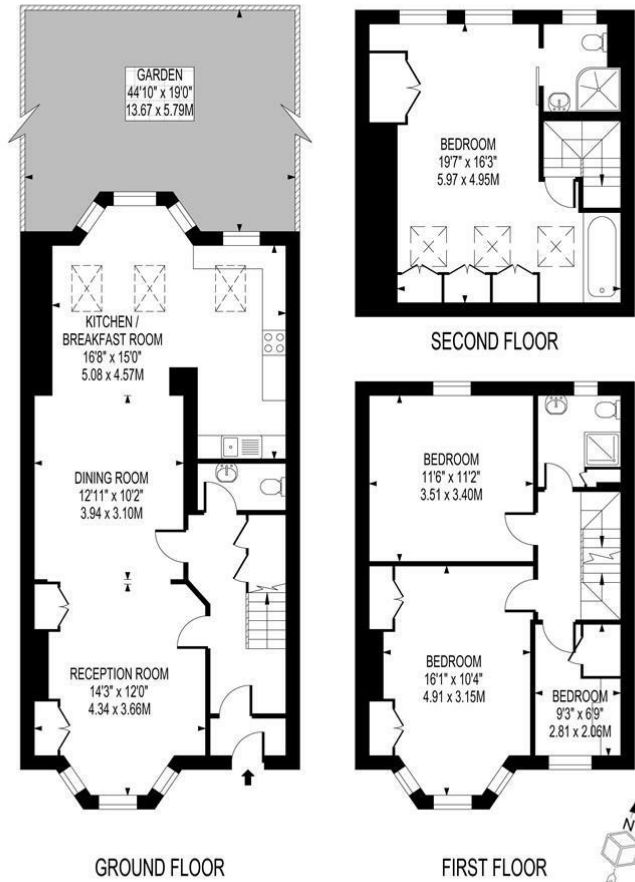 GARDEN
44'10" x 19'0"
13.67 x 5.79M
KITCHEN /
BREAKFAST ROOM
16'8" x 15'0"
5.08 x 4.57M
DINING ROOM
12'11" x 10'2"
3.94 x 3.10M
RECEPTION ROOM
14'3" x 12'0"
4.34 x 3.66M
GROUND FLOOR
BEDROOM
19'7" x 16'3"
5.97 x 4.95M
SECOND FLOOR
BEDROOM
11'6" x 11'2"
3.51 x 3.40M
BEDROOM
16'1" x 10'4"
4.91 x 3.15M
BEDROOM
9'3" x 6'9"
2.81 x 2.06M
FIRST FLOOR
N